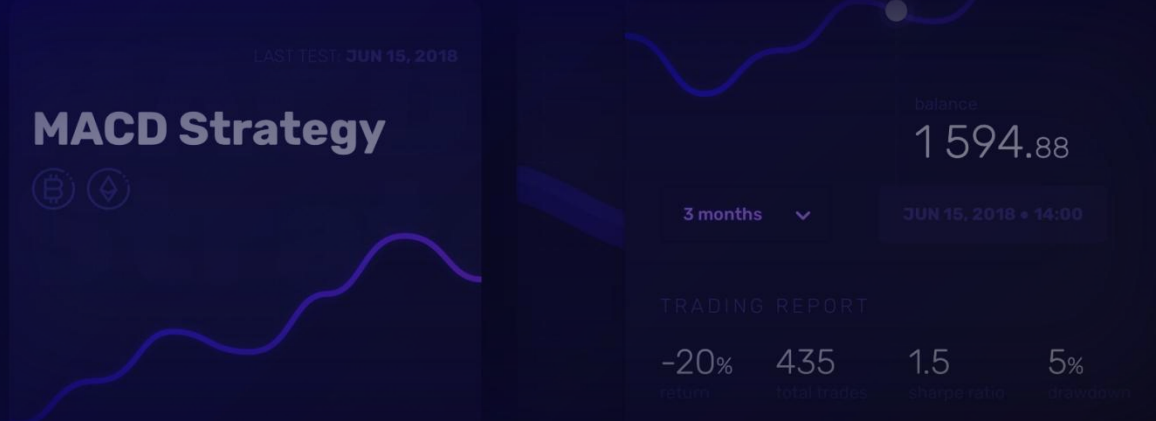 LAST TEST: JUN 15, 2018
MACD Strategy
balance
1 594.88
3 months
JUN 15, 2018 • 14:00
TRADING REPORT
-20% 435 1.5 5%
return total trades sharpe ratio drawdown